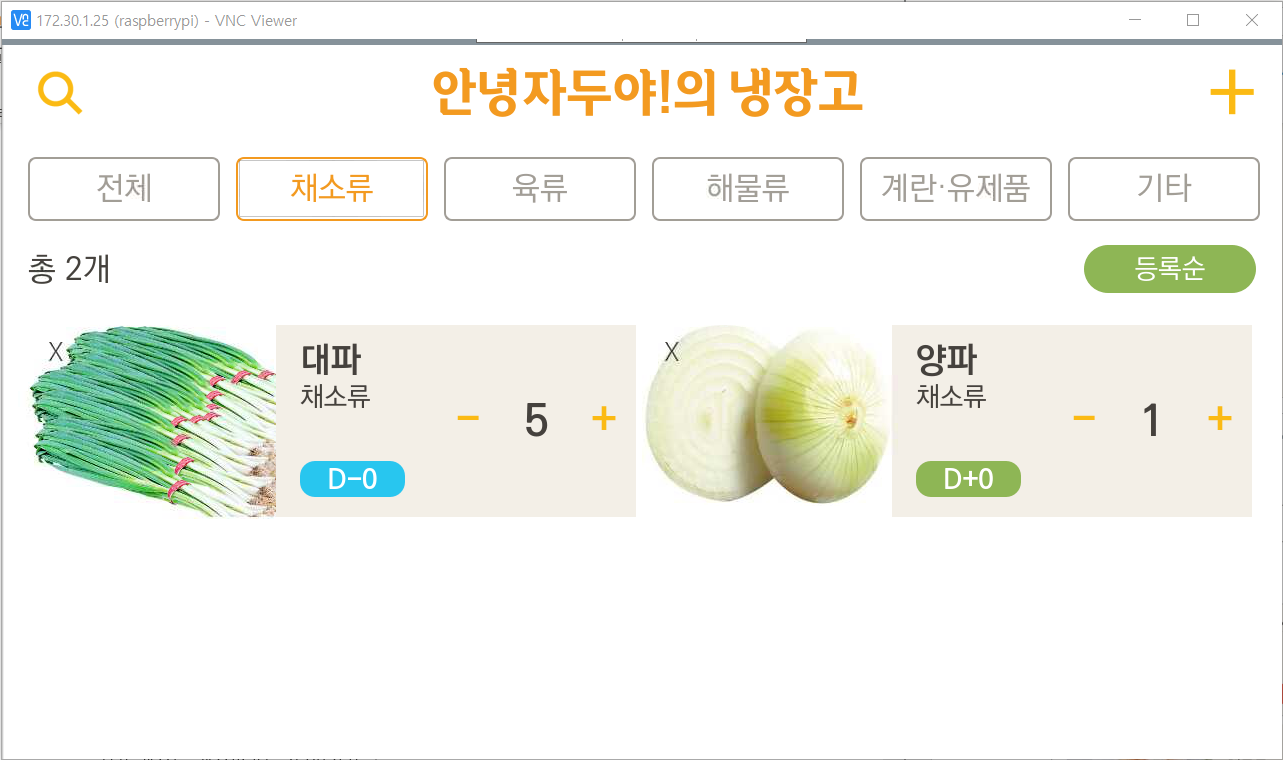 172.30.1.25 (raspberrypi) - VNC Viewer
안녕자두야!의 냉장고
전체 채소류 육류 해물류 계란·유제품 기타
총 2개 등록순
X 대파 X 양파
채소류 채소류
− 5 + − 1 +
D-0 D+0